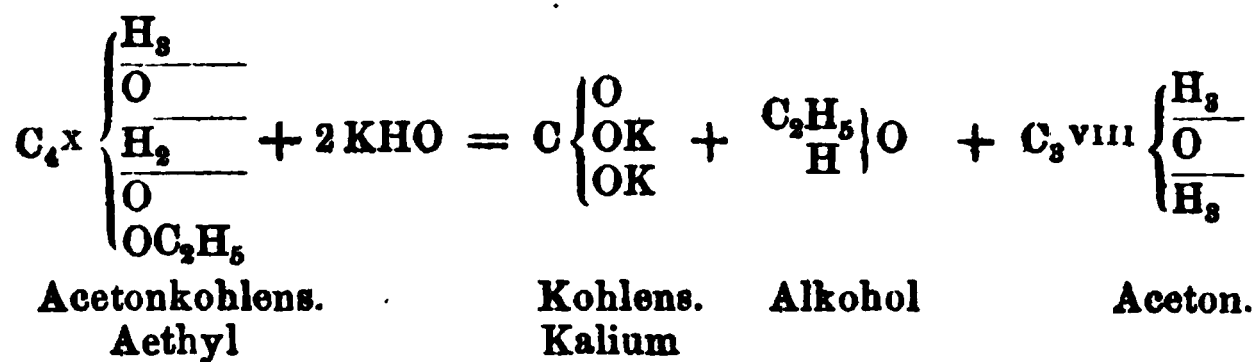 H₃
O
C₄ˣ { H₂ + 2 KHO = C { O OK OK + C₂H₅ H } O + C₃ⱽᴵᴵᴵ { H₃ O H₃
O
OC₂H₅
Acetonkohlens. Kohlens. Alkohol Aceton.
Aethyl Kalium